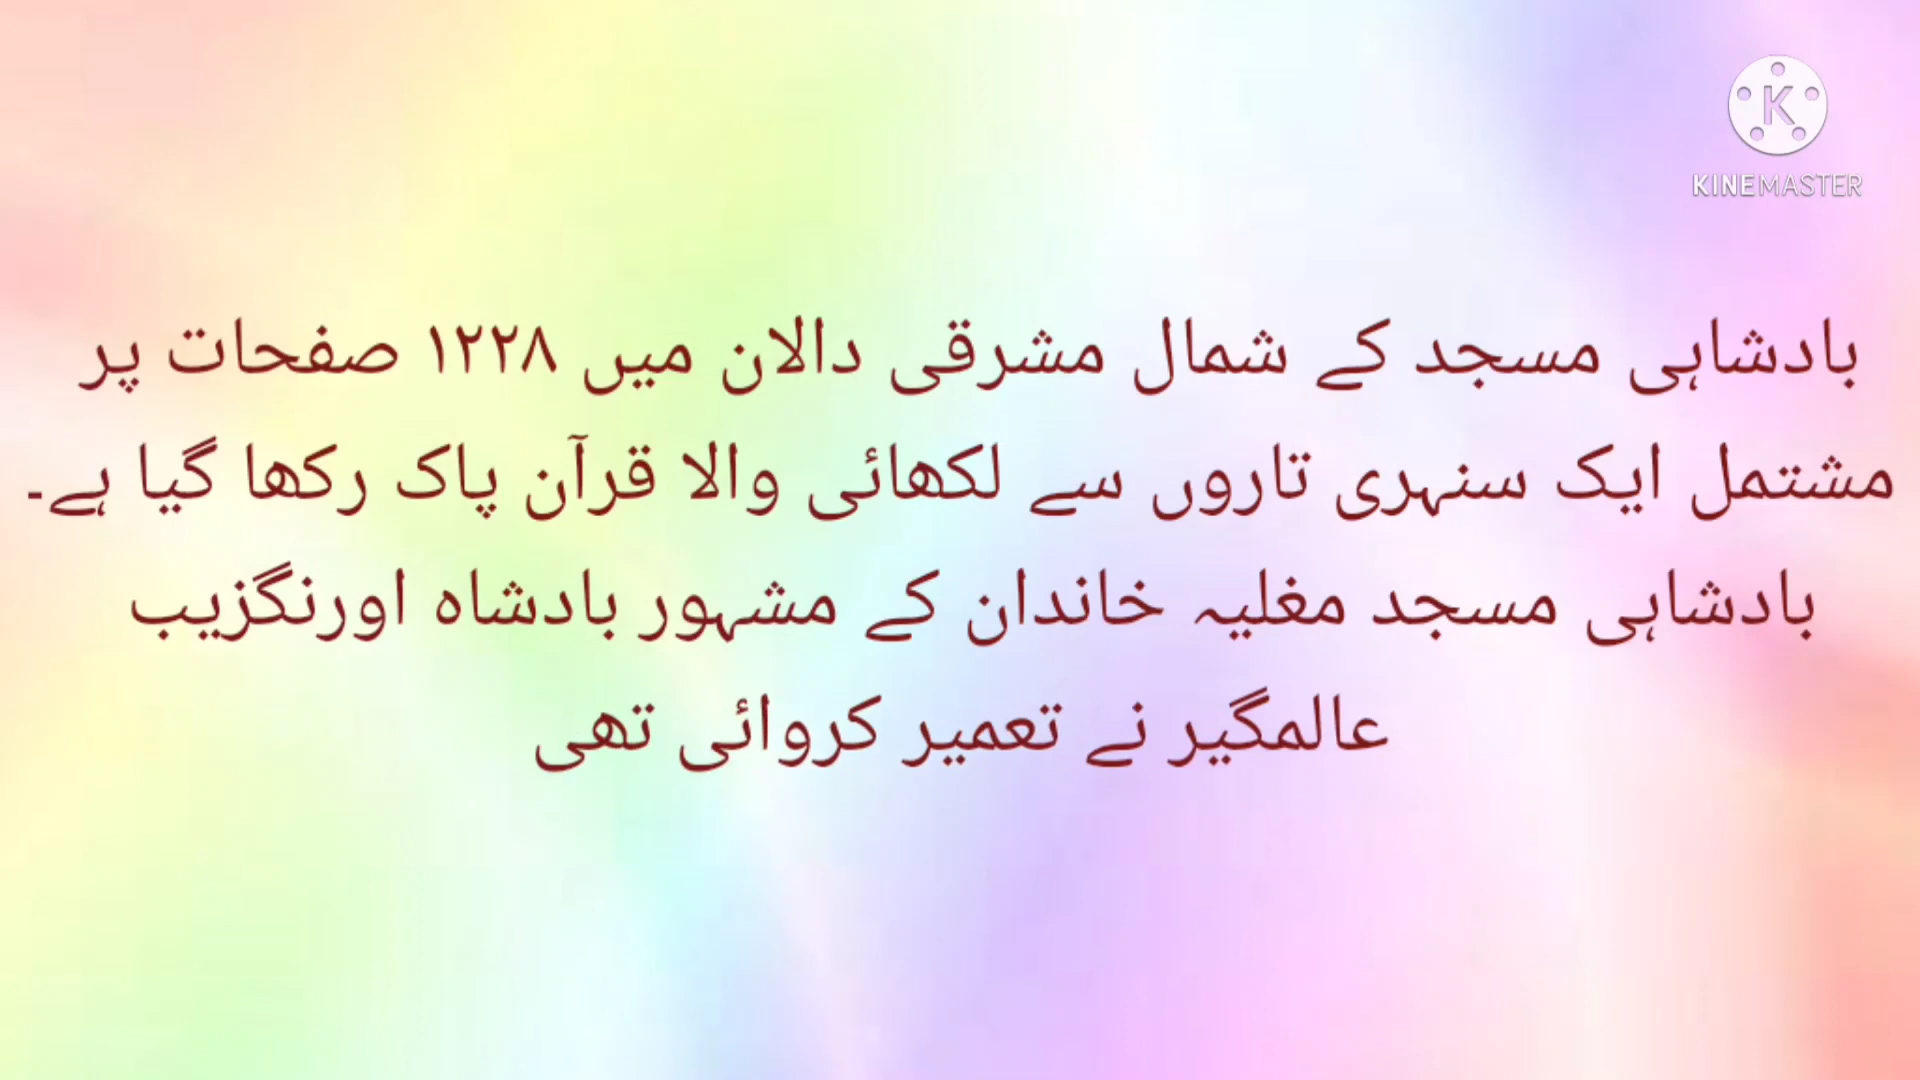 KINEMASTER
بادشاہی مسجد کے شمال مشرقی دالان میں ۱۲۲۸ صفحات پر
مشتمل ایک سنہری تاروں سے لکھائی والا قرآن پاک رکھا گیا ہے۔
بادشاہی مسجد مغلیہ خاندان کے مشہور بادشاہ اورنگزیب
عالمگیر نے تعمیر کروائی تھی